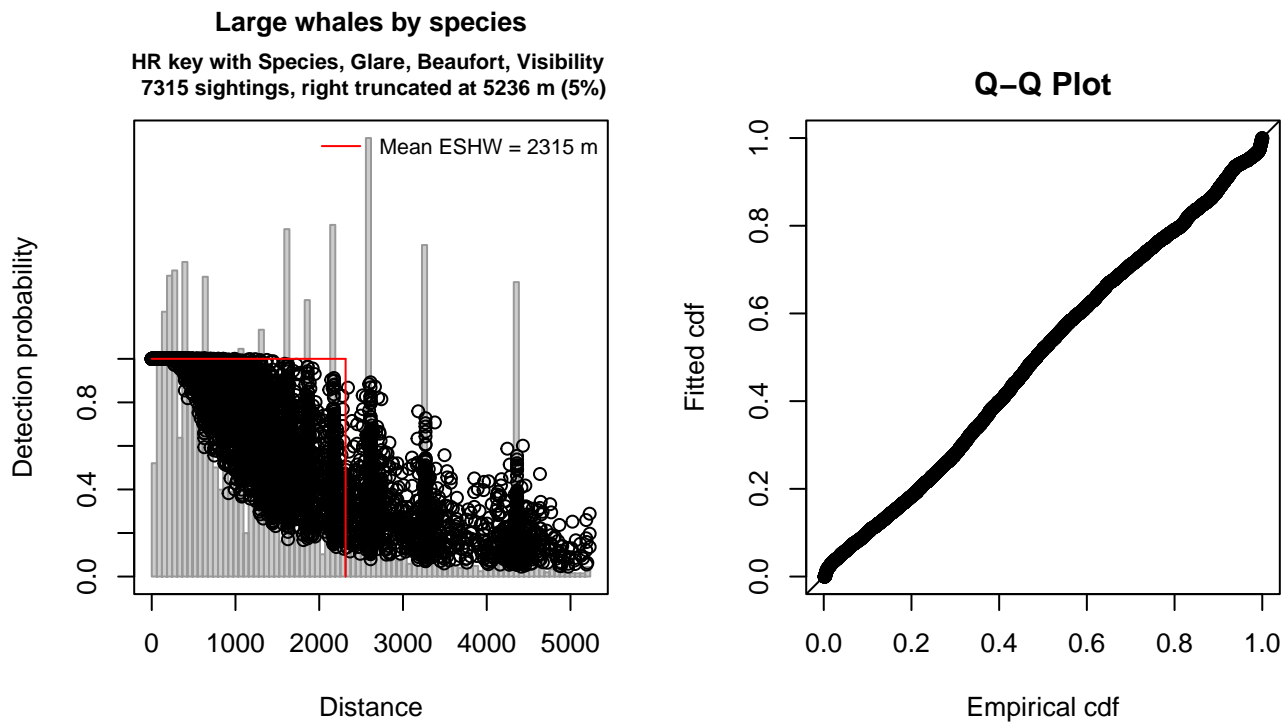 Large whales by species
HR key with Species, Glare, Beaufort, Visibility
7315 sightings, right truncated at 5236 m (5%)
Mean ESHW = 2315 m
Detection probability
0.0
0.4
0.8
0 1000 2000 3000 4000 5000
Distance
Q−Q Plot
Fitted cdf
0.0
0.2
0.4
0.6
0.8
1.0
0.0 0.2 0.4 0.6 0.8 1.0
Empirical cdf